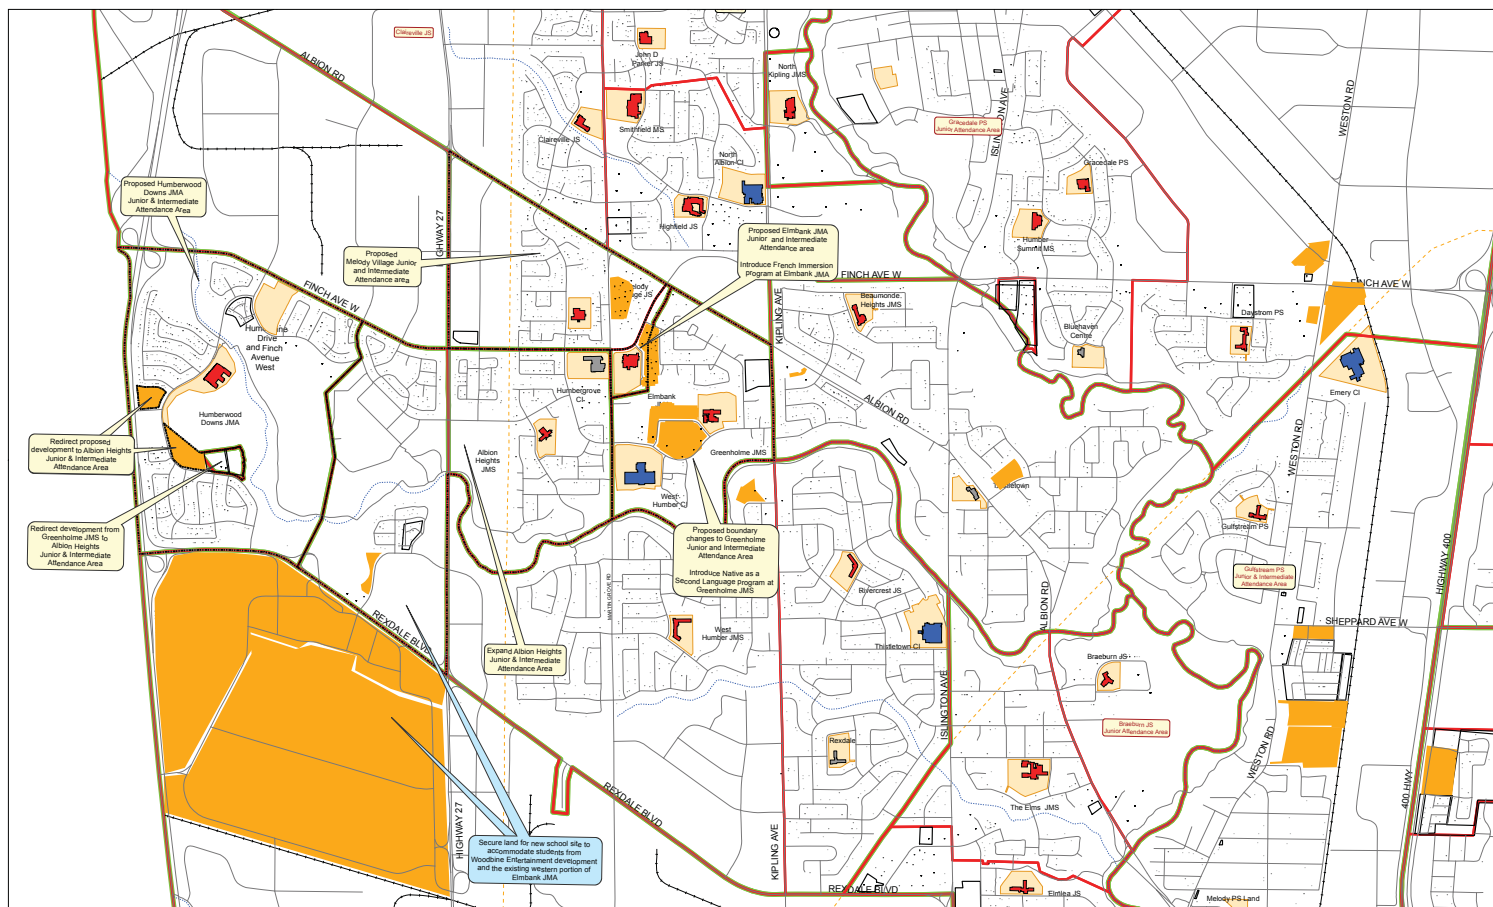 Claireville JS
ALBION RD
John D
Parker JS
North
Kipling JMS
Smithfield MS
Claireville JS
North
Albion CI
Highfield JS
ISLINGTON AVE
Gracedale PS
Junior Attendance Area
Gracedale PS
Humber
Summit MS
WESTON RD
Proposed Humberwood
Downs JMA
Junior & Intermediate
Attendance Area
GHWAY 27
Proposed
Melody Village Junior
and Intermediate
Attendance area
Proposed Elmbank JMA
Junior and Intermediate
Attendance area
Introduce French Immersion
program at Elmbank JMA
FINCH AVE W
FINCH AVE W
FINCH AVE W
KIPLING AVE
Beaumonde
Heights JMS
Bluehaven
Centre
Daystrom PS
Emery CI
Drive
and Finch
Avenue
West
Humberwood
Downs JMA
Humbergrove
CI
Elmbank
ALBION RD
Greenholme JMS
Albion
Heights
JMS
West
Humber CI
Redirect proposed
development to Albion Heights
Junior & Intermediate
Attendance Area
Redirect development from
Greenholme JMS to
Albion Heights
Junior & Intermediate
Attendance Area
Proposed boundary
changes to Greenholme
Junior and Intermediate
Attendance Area
Introduce Native as a
Second Language program at
Greenholme JMS
WESTON RD
Gulfstream PS
Gulfstream PS
Junior & Intermediate
Attendance Area
HIGHWAY 400
SHEPPARD AVE W
MARTIN GROVE RD
Rivercrest JS
West
Humber JMS
Thistletown CI
ALBION RD
REXDALE BLVD
Expand Albion Heights
Junior & Intermediate
Attendance Area
Braeburn JS
Braeburn JS
Junior Attendance Area
ISLINGTON AVE
Rexdale
WESTON RD
The Elms JMS
400 HWY
REXDALE BLVD
HIGHWAY 27
KIPLING AVE
Secure land for new school site to
accommodate students from
Woodbine Entertainment development
and the existing western portion of
Elmbank JMA
REXDALE BLVD
Elmlea JS
Melody PS Land